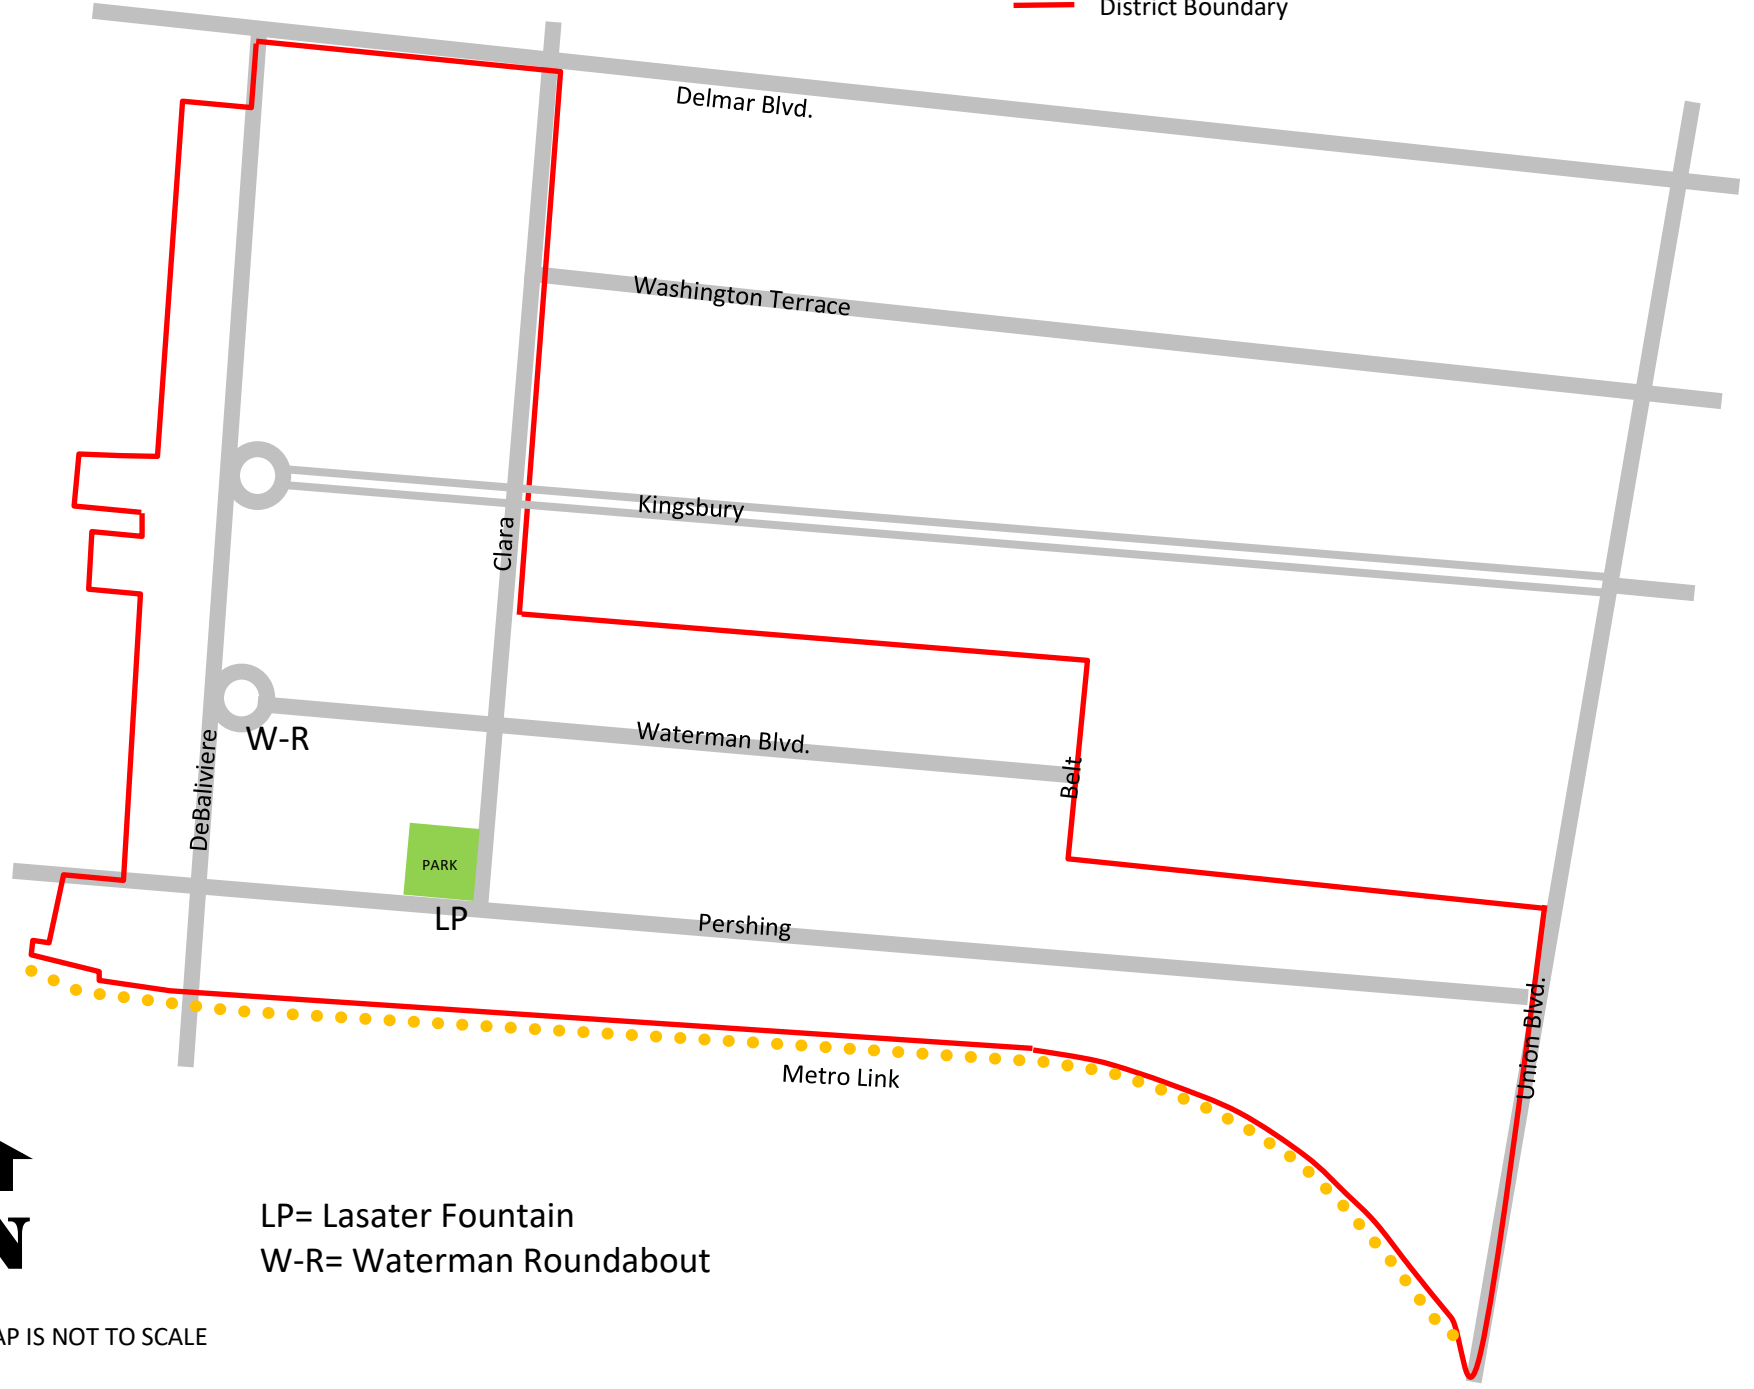 District Boundary
Delmar Blvd.
Washington Terrace
Kingsbury
Clara
Waterman Blvd.
W-R
Belt
DeBaliviere
PARK
LP
Pershing
Union Blvd.
Metro Link
N
LP= Lasater Fountain
W-R= Waterman Roundabout
AP IS NOT TO SCALE